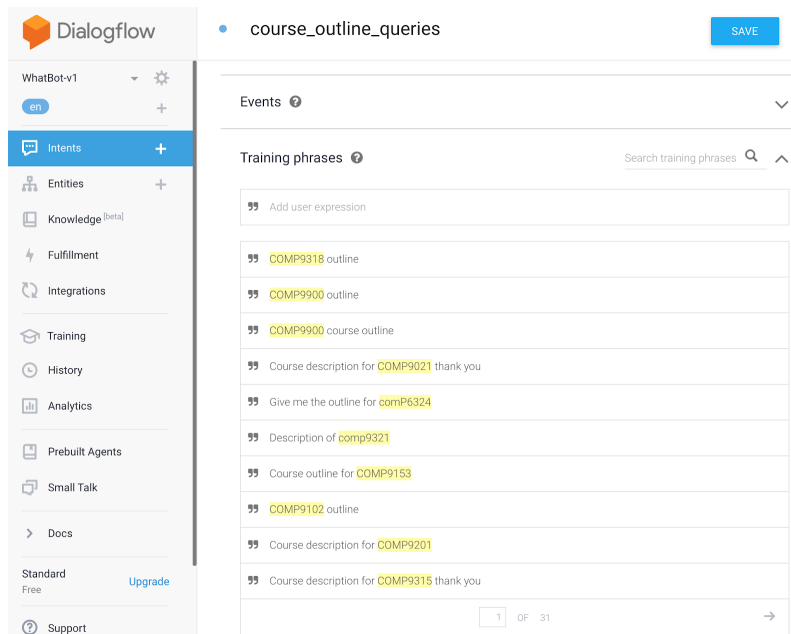 Dialogflow
course_outline_queries
SAVE
WhatBot-v1
en
Intents
Entities
Knowledge [beta]
Fulfillment
Integrations
Training
History
Analytics
Prebuilt Agents
Small Talk
Docs
Standard
Free
Upgrade
Support
Events
Training phrases
Search training phrases
Add user expression
COMP9318 outline
COMP9900 outline
COMP9900 course outline
Course description for COMP9021 thank you
Give me the outline for comP6324
Description of comp9321
Course outline for COMP9153
COMP9102 outline
Course description for COMP9201
Course description for COMP9315 thank you
1 OF 31